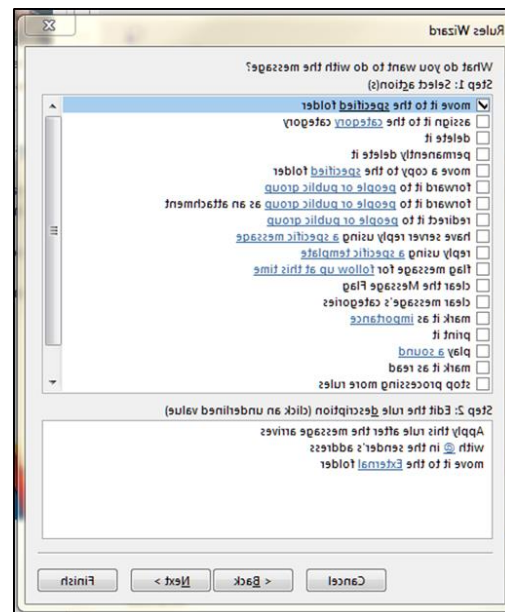 Rules Wizard
What do you want to do with the message?
Step 1: Select action(s)
move it to the specified folder
assign it to the category category
delete it
permanently delete it
move a copy to the specified folder
forward it to people or public group
forward it to people or public group as an attachment
redirect it to people or public group
have server reply using a specific message
reply using a specific template
flag message for follow up at this time
clear the Message Flag
clear message's categories
mark it as importance
print it
play a sound
mark it as read
stop processing more rules
Step 2: Edit the rule description (click an underlined value)
Apply this rule after the message arrives
with @ in the sender's address
move it to the External folder
Cancel < Back Next > Finish